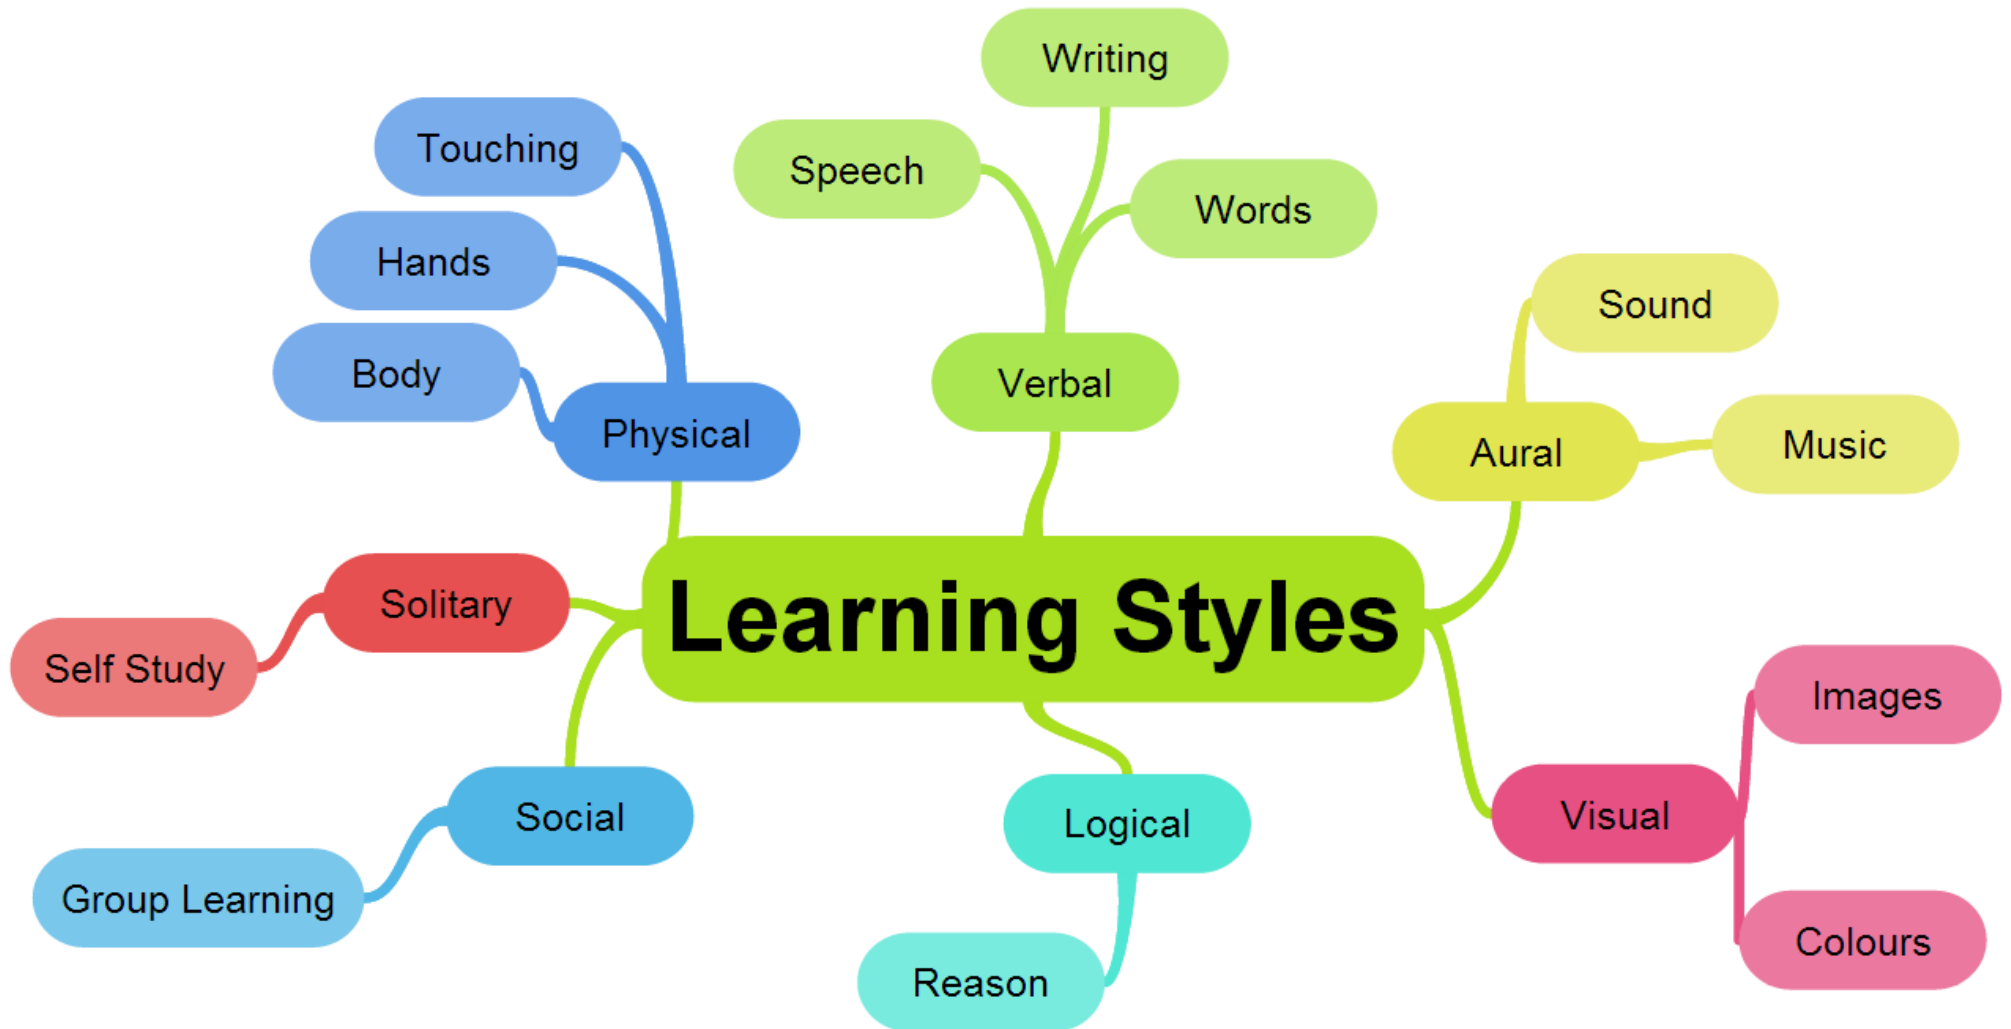 Writing
Touching
Speech
Words
Hands
Sound
Body
Verbal
Physical
Aural
Music
Learning Styles
Solitary
Self Study
Images
Social
Logical
Visual
Group Learning
Reason
Colours